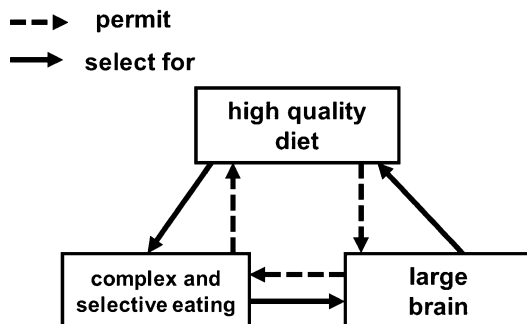 permit
select for
high quality
diet
complex and
selective eating
large
brain